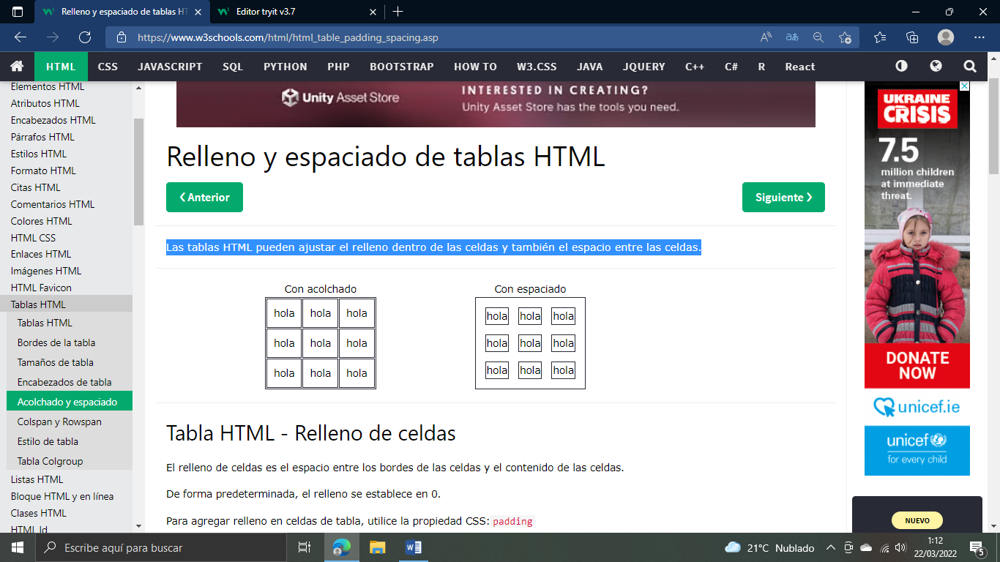 Relleno y espaciado de tablas HT
Editor tryit v3.7
https://www.w3schools.com/html/html_table_padding_spacing.asp
HTML CSS JAVASCRIPT SQL PYTHON PHP BOOTSTRAP HOW TO W3.CSS JAVA JQUERY C++ C# R React
Elementos HTML
Atributos HTML
Encabezados HTML
Párrafos HTML
Estilos HTML
Formato HTML
Citas HTML
Comentarios HTML
Colores HTML
HTML CSS
Enlaces HTML
Imágenes HTML
HTML Favicon
Tablas HTML
Tablas HTML
Bordes de la tabla
Tamaños de tabla
Encabezados de tabla
Acolchado y espaciado
Colspan y Rowspan
Estilo de tabla
Tabla Colgroup
Listas HTML
Bloque HTML y en línea
Clases HTML
HTML Id
Unity Asset Store
INTERESTED IN CREATING?
Unity Asset Store has the tools you need.
Relleno y espaciado de tablas HTML
❮ Anterior
Siguiente ❯
Las tablas HTML pueden ajustar el relleno dentro de las celdas y también el espacio entre las celdas.
Con acolchado
hola hola hola
hola hola hola
hola hola hola
Con espaciado
hola hola hola
hola hola hola
hola hola hola
Tabla HTML - Relleno de celdas
El relleno de celdas es el espacio entre los bordes de las celdas y el contenido de las celdas.
De forma predeterminada, el relleno se establece en 0.
Para agregar relleno en celdas de tabla, utilice la propiedad CSS: padding
UKRAINE
CRISIS
7.5
million children
at immediate
threat.
DONATE
NOW
unicef.ie
unicef
for every child
NUEVO
Escribe aquí para buscar
21°C Nublado
1:12
22/03/2022
5